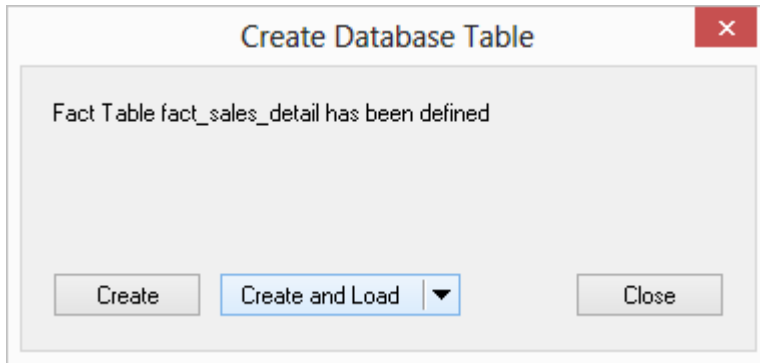 Create Database Table
Fact Table fact_sales_detail has been defined
Create
Create and Load
Close